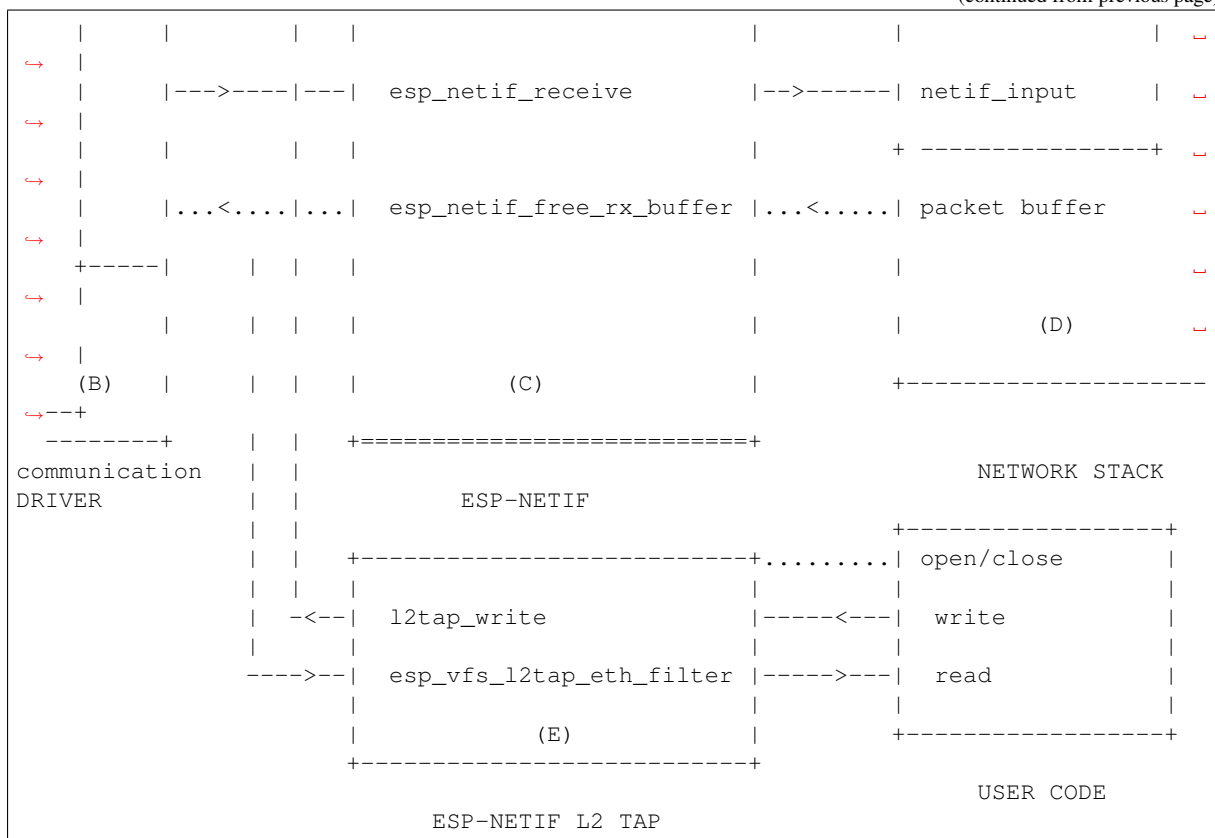 (continued from previous page)
| | | | | | | ␣
↪ |
| |--->----|---| esp_netif_receive |-->------| netif_input | ␣
↪ |
| | | | | + ----------------+ ␣
↪ |
| |...<....|...| esp_netif_free_rx_buffer |...<.....| packet buffer ␣
↪ |
+-----| | | | | | ␣
↪ |
| | | | | | (D) ␣
↪ |
(B) | | | | (C) | +---------------------
↪--+
--------+ | | +===========================+
communication | | NETWORK STACK
DRIVER | | ESP-NETIF
| | +------------------+
| | +---------------------------+.........| open/close |
| | | | | |
| -<--| l2tap_write |-----<---| write |
| | | | |
---->--| esp_vfs_l2tap_eth_filter |----->---| read |
| | | |
| (E) | +------------------+
+---------------------------+
USER CODE
ESP-NETIF L2 TAP